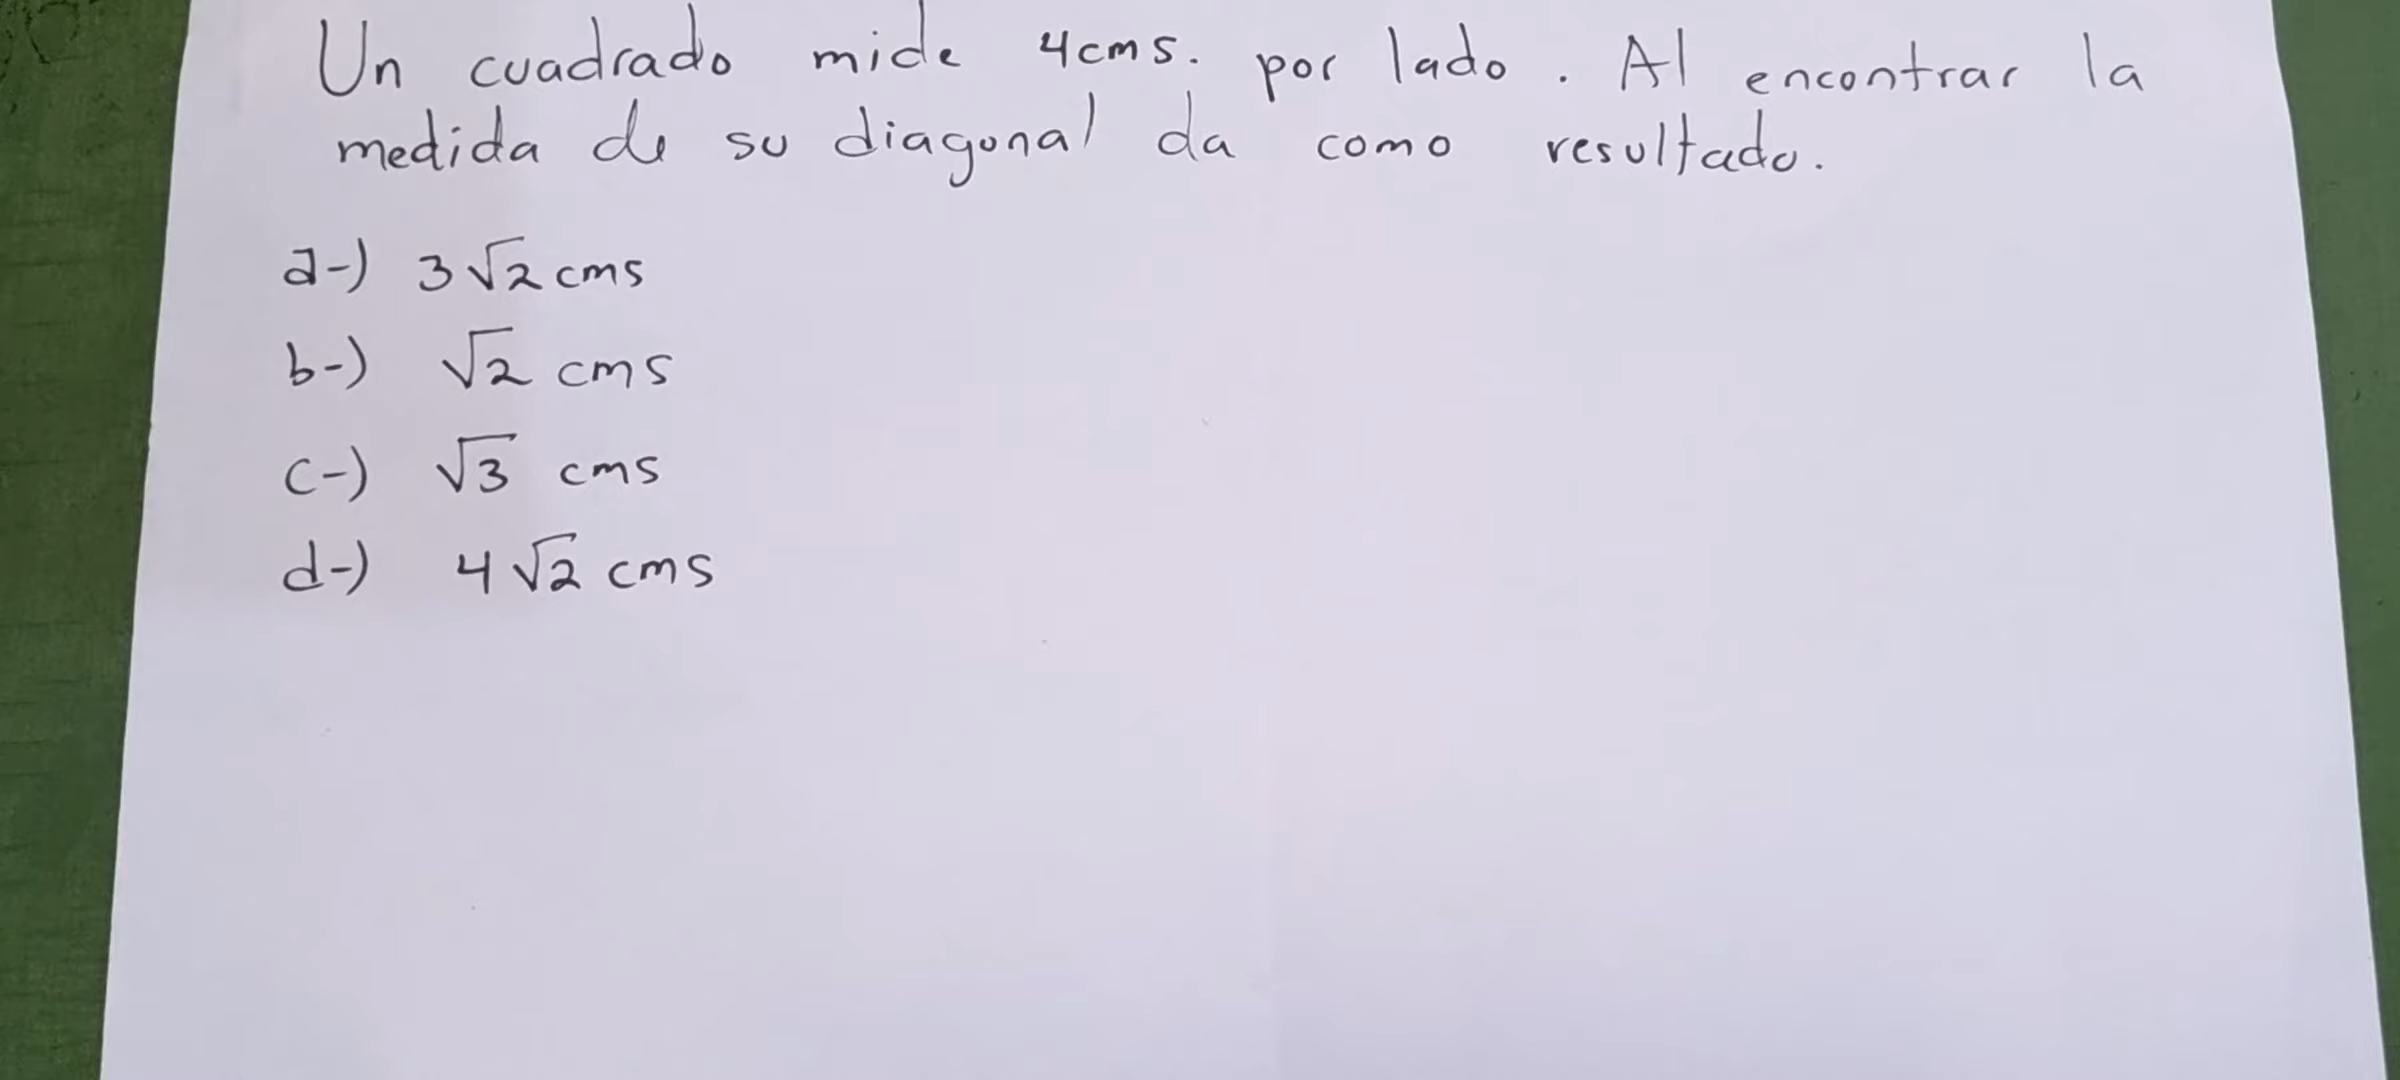 Un cuadrado mide 4cms. por lado. Al encontrar la
medida de su diagonal da como resultado.
a-) 3√2 cms
b-) √2 cms
c-) √3 cms
d-) 4√2 cms